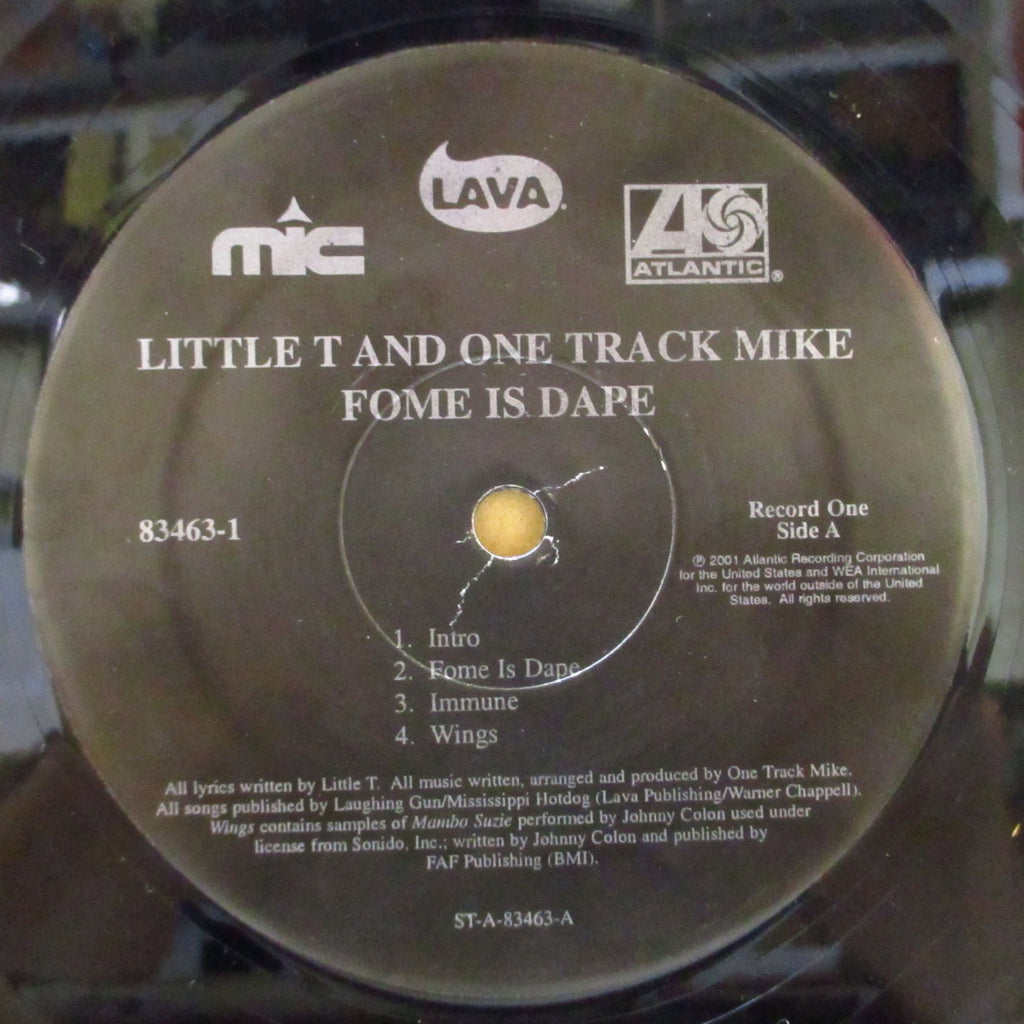 LAVA
mic
ATLANTIC®
LITTLE T AND ONE TRACK MIKE
FOME IS DAPE
83463-1
Record One
Side A
℗ 2001 Atlantic Recording Corporation
for the United States and WEA International
Inc. for the world outside of the United
States. All rights reserved.
1. Intro
2. Fome Is Dape
3. Immune
4. Wings
All lyrics written by Little T. All music written, arranged and produced by One Track Mike.
All songs published by Laughing Gun/Mississippi Hotdog (Lava Publishing/Warner Chappell).
Wings contains samples of Mambo Suzie performed by Johnny Colon used under
license from Sonido, Inc.; written by Johnny Colon and published by
FAF Publishing (BMI).
ST-A-83463-A